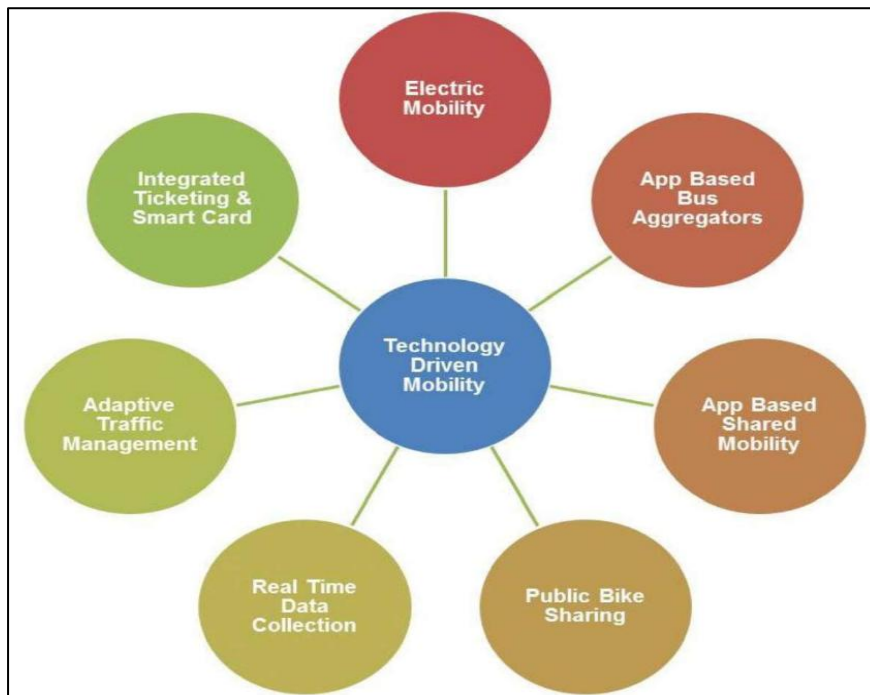 Electric
Mobility
App Based
Bus
Aggregators
App Based
Shared
Mobility
Public Bike
Sharing
Real Time
Data
Collection
Adaptive
Traffic
Management
Integrated
Ticketing &
Smart Card
Technology
Driven
Mobility